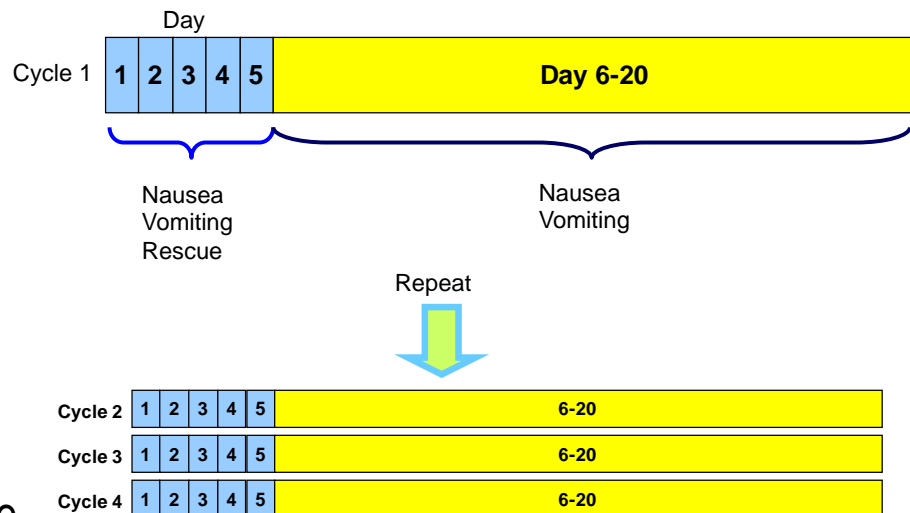 Day
Cycle 1 1 2 3 4 5 Day 6-20
Nausea
Vomiting
Rescue
Nausea
Vomiting
Repeat
Cycle 2 1 2 3 4 5 6-20
Cycle 3 1 2 3 4 5 6-20
Cycle 4 1 2 3 4 5 6-20